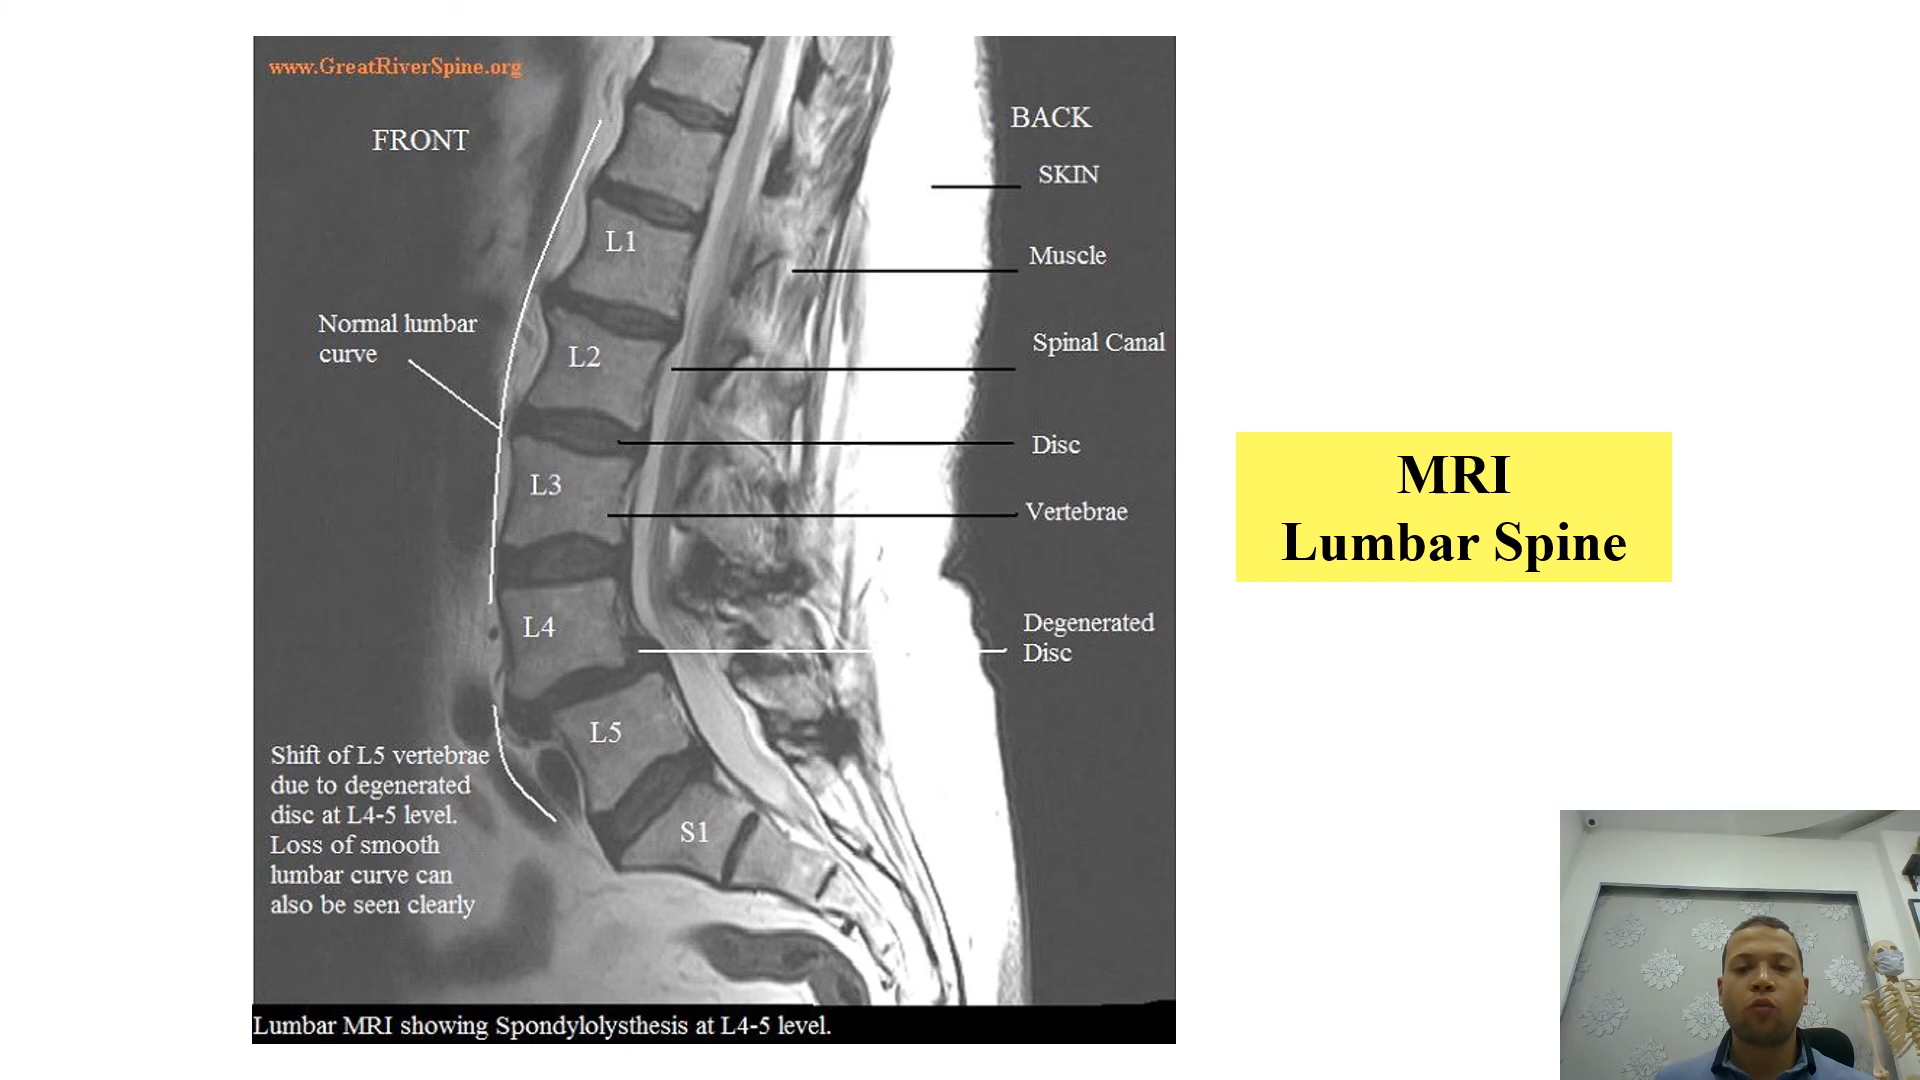 www.GreatRiverSpine.org
FRONT
BACK
SKIN
L1
Muscle
Normal lumbar
curve
L2
Spinal Canal
Disc
L3
Vertebrae
L4
Degenerated
Disc
L5
Shift of L5 vertebrae
due to degenerated
disc at L4-5 level.
Loss of smooth
lumbar curve can
also be seen clearly
S1
Lumbar MRI showing Spondylolysthesis at L4-5 level.
MRI
Lumbar Spine